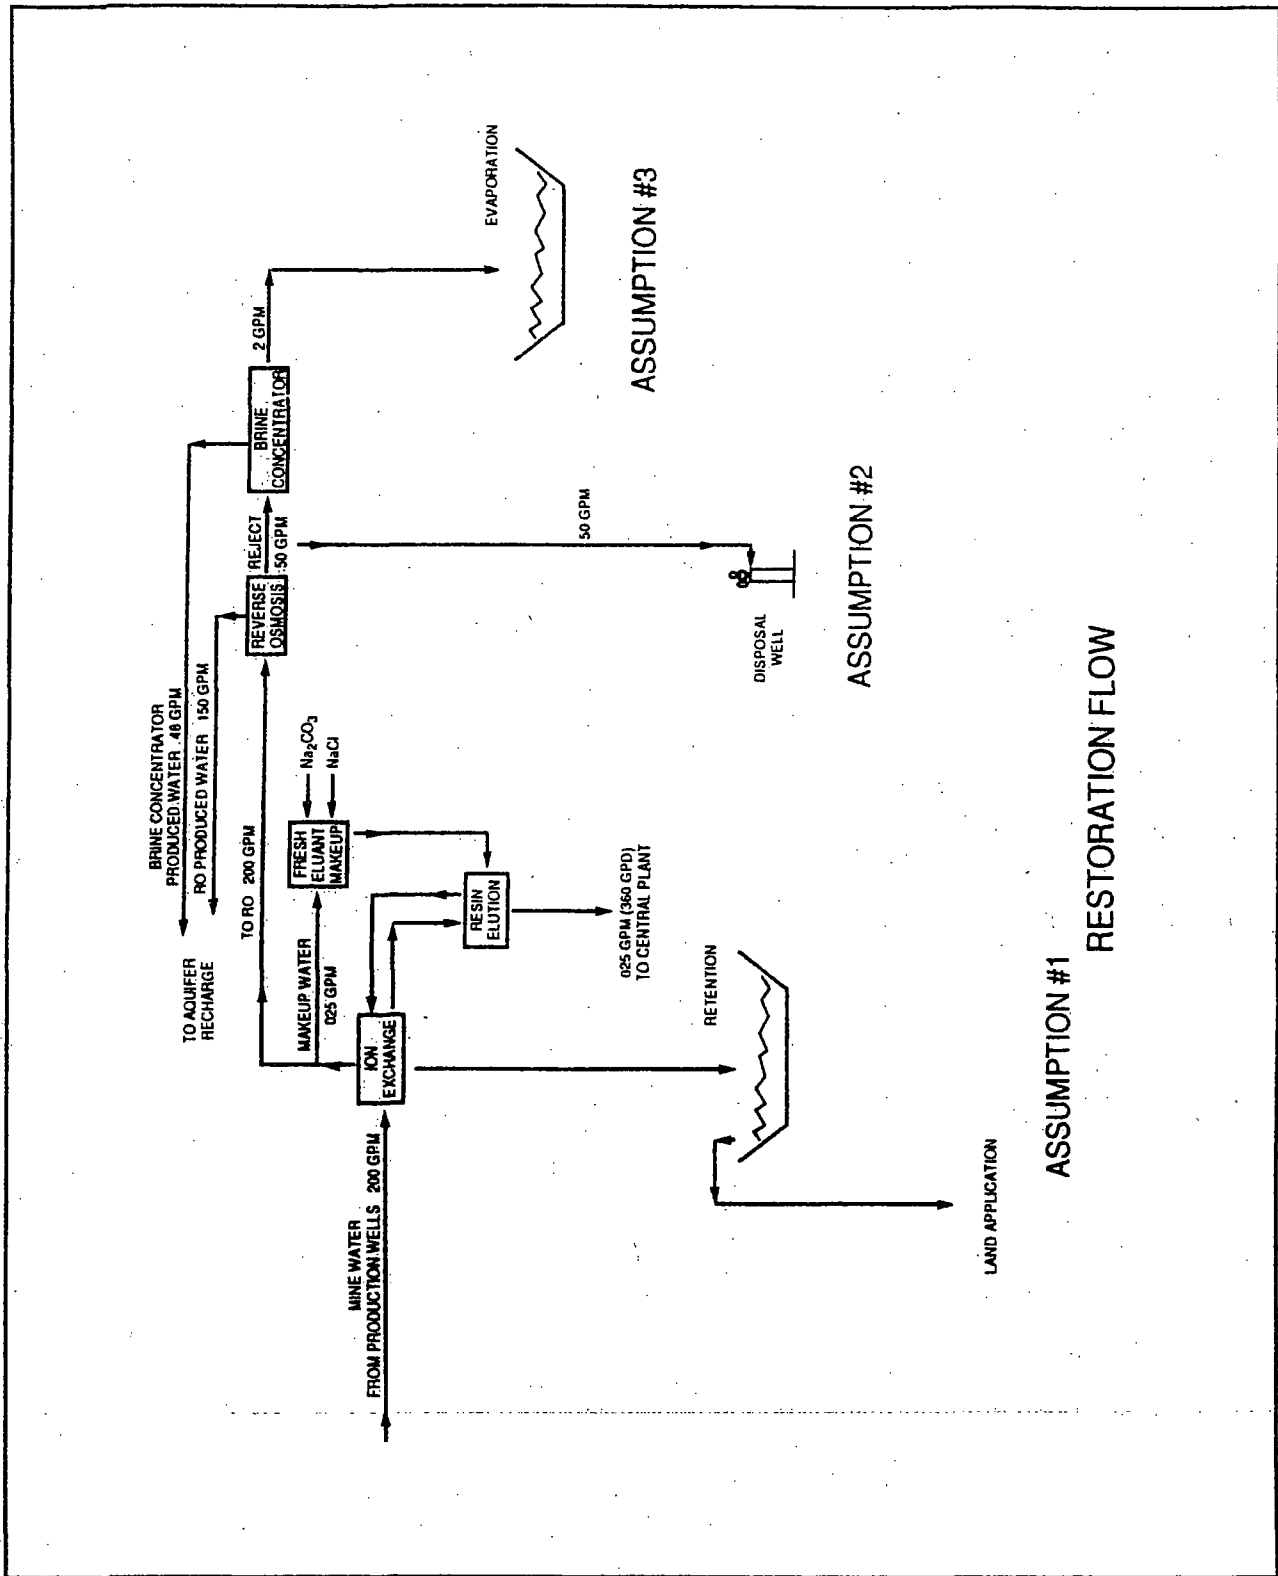 BRINE CONCENTRATOR
PRODUCED WATER 48 GPM
RO PRODUCED WATER 150 GPM
TO AQUIFER
RECHARGE
TO RO 200 GPM
MAKEUP WATER
025 GPM
FRESH
ELUANT
MAKEUP
Na₂CO₃
NaCl
REVERSE
OSMOSIS
REJECT
50 GPM
BRINE
CONCENTRATOR
2 GPM
EVAPORATION
ASSUMPTION #3
MINE WATER
FROM PRODUCTION WELLS 200 GPM
ION
EXCHANGE
RESIN
ELUTION
025 GPM (360 GPD)
TO CENTRAL PLANT
50 GPM
DISPOSAL
WELL
ASSUMPTION #2
RETENTION
LAND APPLICATION
ASSUMPTION #1
RESTORATION FLOW